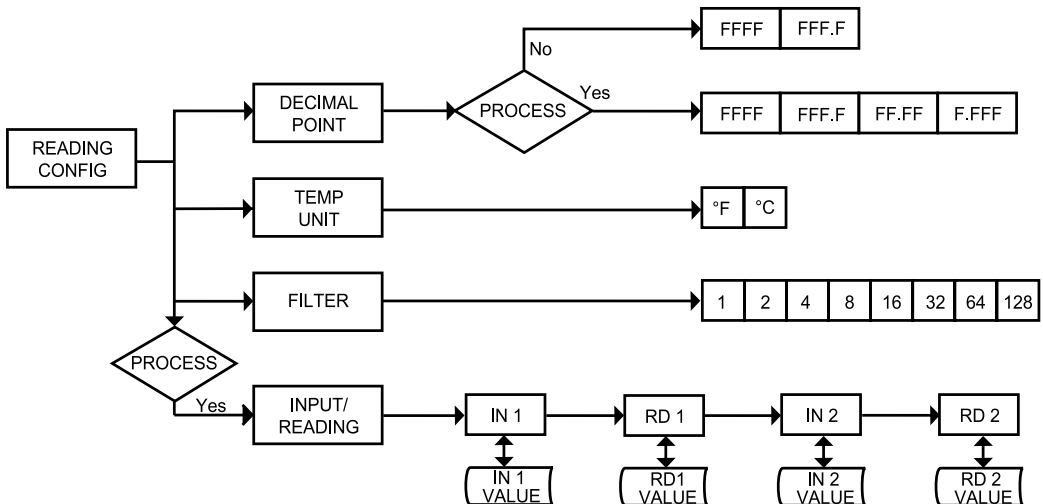 FFFF FFF.F
No
DECIMAL
POINT
PROCESS
Yes
FFFF FFF.F FF.FF F.FFF
READING
CONFIG
TEMP
UNIT
°F °C
FILTER
1 2 4 8 16 32 64 128
PROCESS
Yes
INPUT/
READING
IN 1
RD 1
IN 2
RD 2
IN 1
VALUE
RD1
VALUE
IN 2
VALUE
RD 2
VALUE